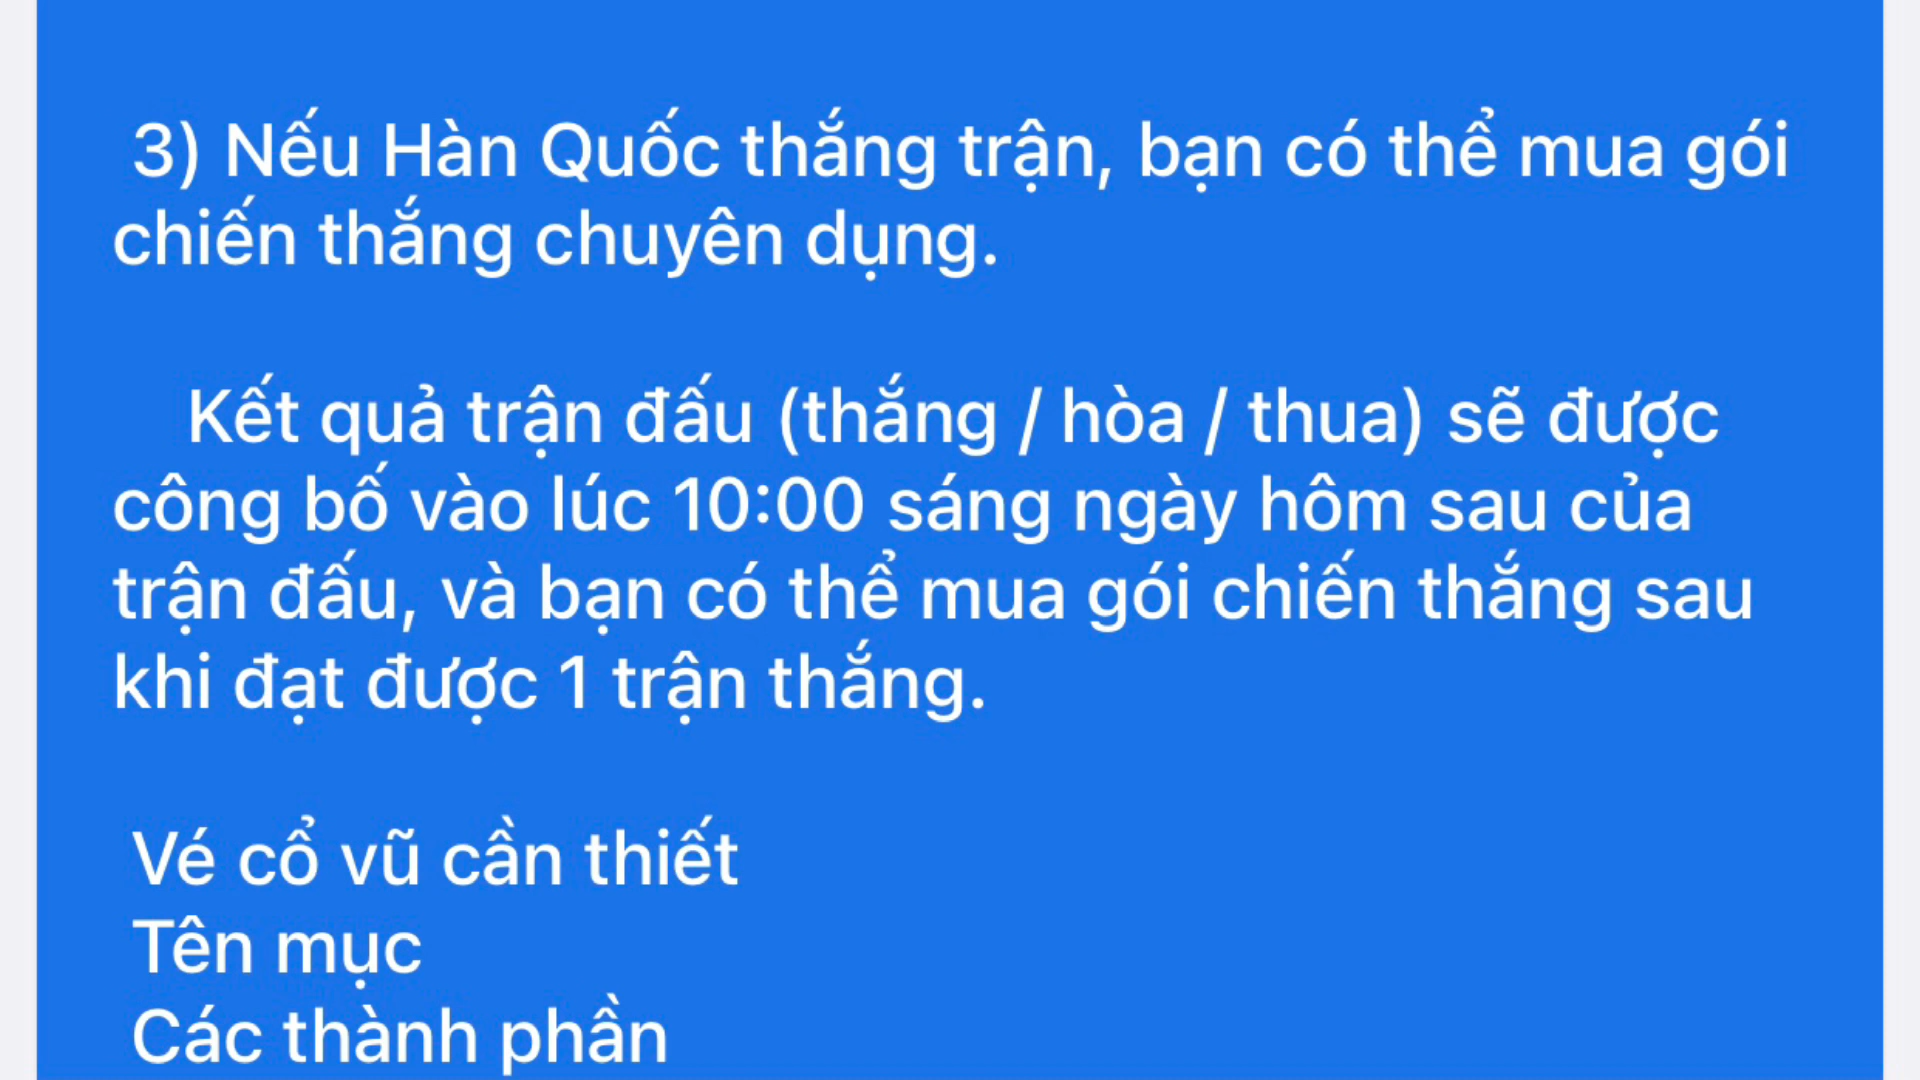 3) Nếu Hàn Quốc thắng trận, bạn có thể mua gói
chiến thắng chuyên dụng.
Kết quả trận đấu (thắng / hòa / thua) sẽ được
công bố vào lúc 10:00 sáng ngày hôm sau của
trận đấu, và bạn có thể mua gói chiến thắng sau
khi đạt được 1 trận thắng.
Vé cổ vũ cần thiết
Tên mục
Các thành phần